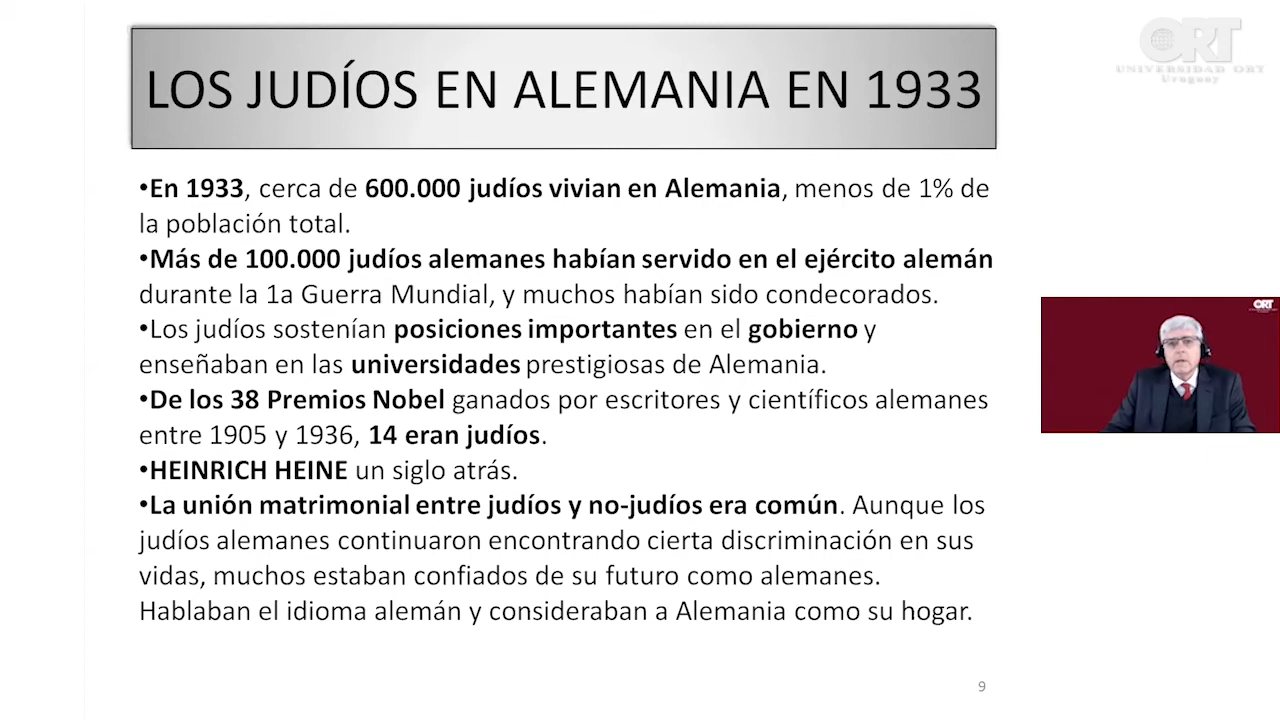 LOS JUDÍOS EN ALEMANIA EN 1933
•En 1933, cerca de 600.000 judíos vivian en Alemania, menos de 1% de
la población total.
•Más de 100.000 judíos alemanes habían servido en el ejército alemán
durante la 1a Guerra Mundial, y muchos habían sido condecorados.
•Los judíos sostenían posiciones importantes en el gobierno y
enseñaban en las universidades prestigiosas de Alemania.
•De los 38 Premios Nobel ganados por escritores y científicos alemanes
entre 1905 y 1936, 14 eran judíos.
•HEINRICH HEINE un siglo atrás.
•La unión matrimonial entre judíos y no-judíos era común. Aunque los
judíos alemanes continuaron encontrando cierta discriminación en sus
vidas, muchos estaban confiados de su futuro como alemanes.
Hablaban el idioma alemán y consideraban a Alemania como su hogar.
9
ORT
UNIVERSIDAD ORT
Uruguay
ORT